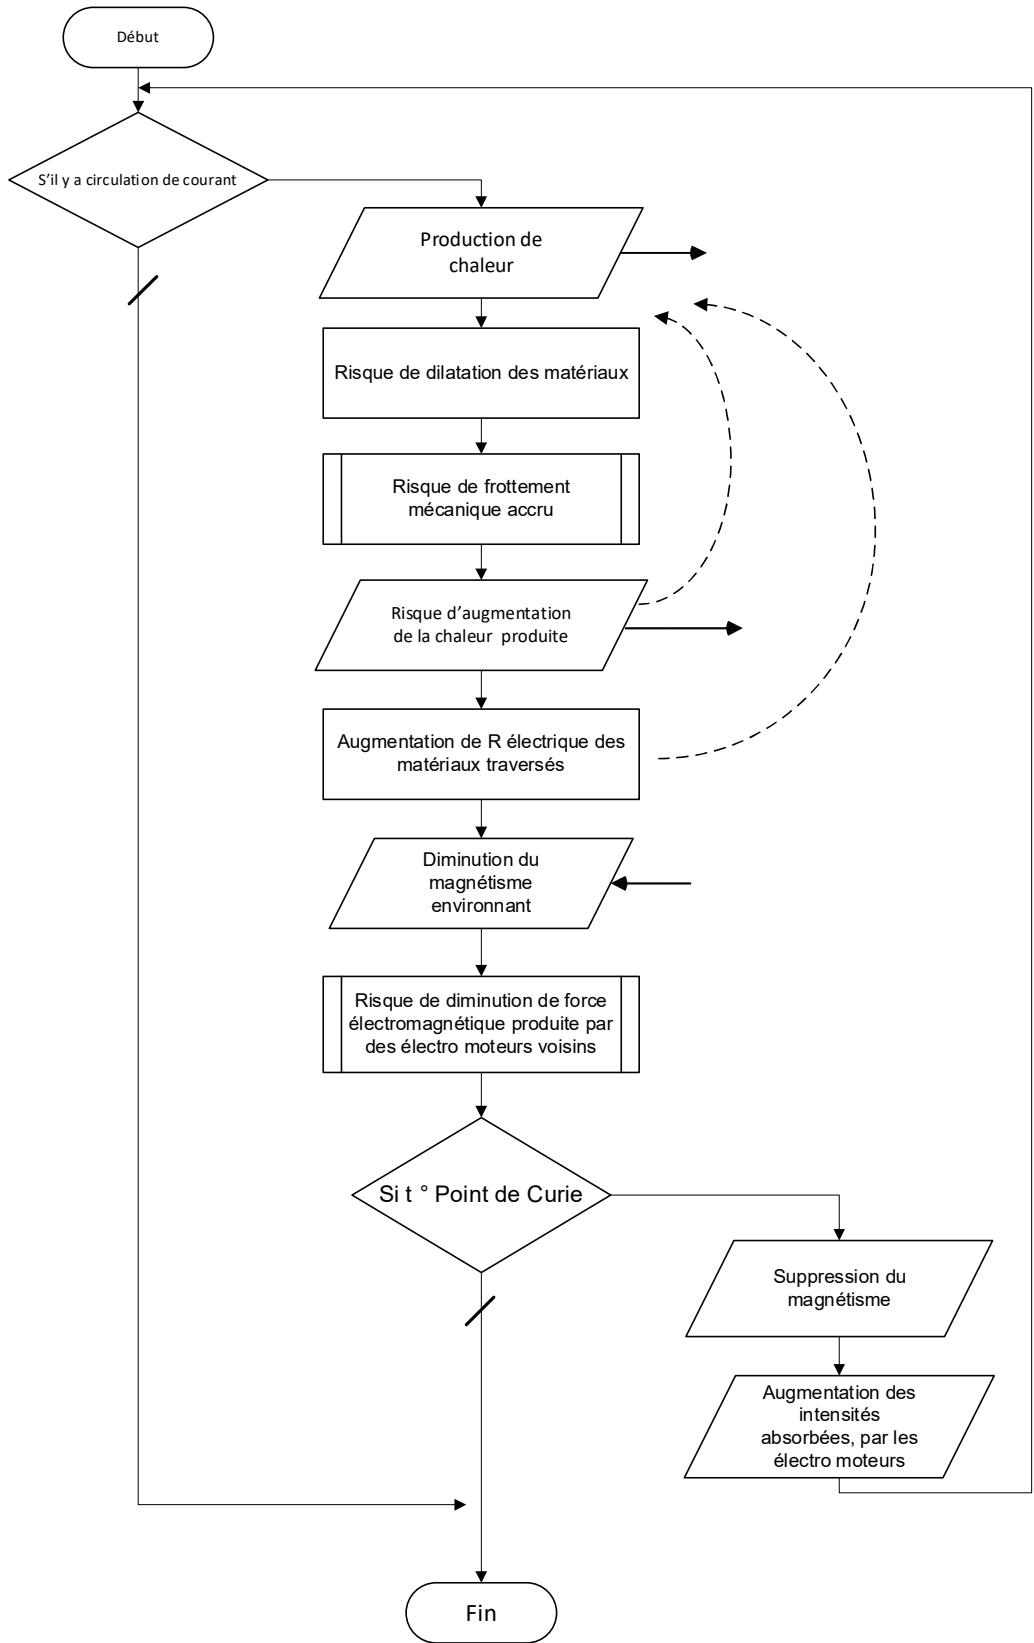 Début
S’il y a circulation de courant
Production de
chaleur
Risque de dilatation des matériaux
Risque de frottement
mécanique accru
Risque d’augmentation
de la chaleur  produite
Augmentation de R électrique des
matériaux traversés
Diminution du
magnétisme
environnant
Risque de diminution de force
électromagnétique produite par
des électro moteurs voisins
Si t ° Point de Curie
Suppression du
magnétisme
Augmentation des
intensités
absorbées, par les
électro moteurs
Fin